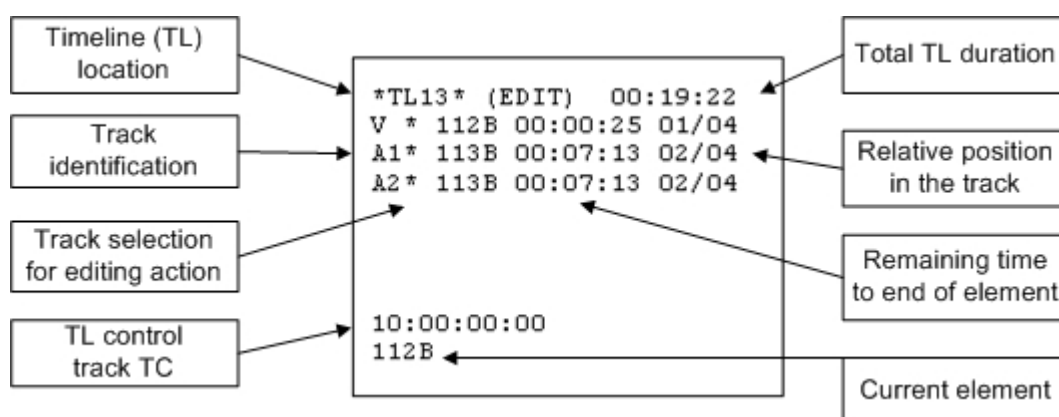 Timeline (TL)
location
Track
identification
Track selection
for editing action
TL control
track TC
*TL13* (EDIT) 00:19:22
V * 112B 00:00:25 01/04
A1* 113B 00:07:13 02/04
A2* 113B 00:07:13 02/04
10:00:00:00
112B
Total TL duration
Relative position
in the track
Remaining time
to end of element
Current element